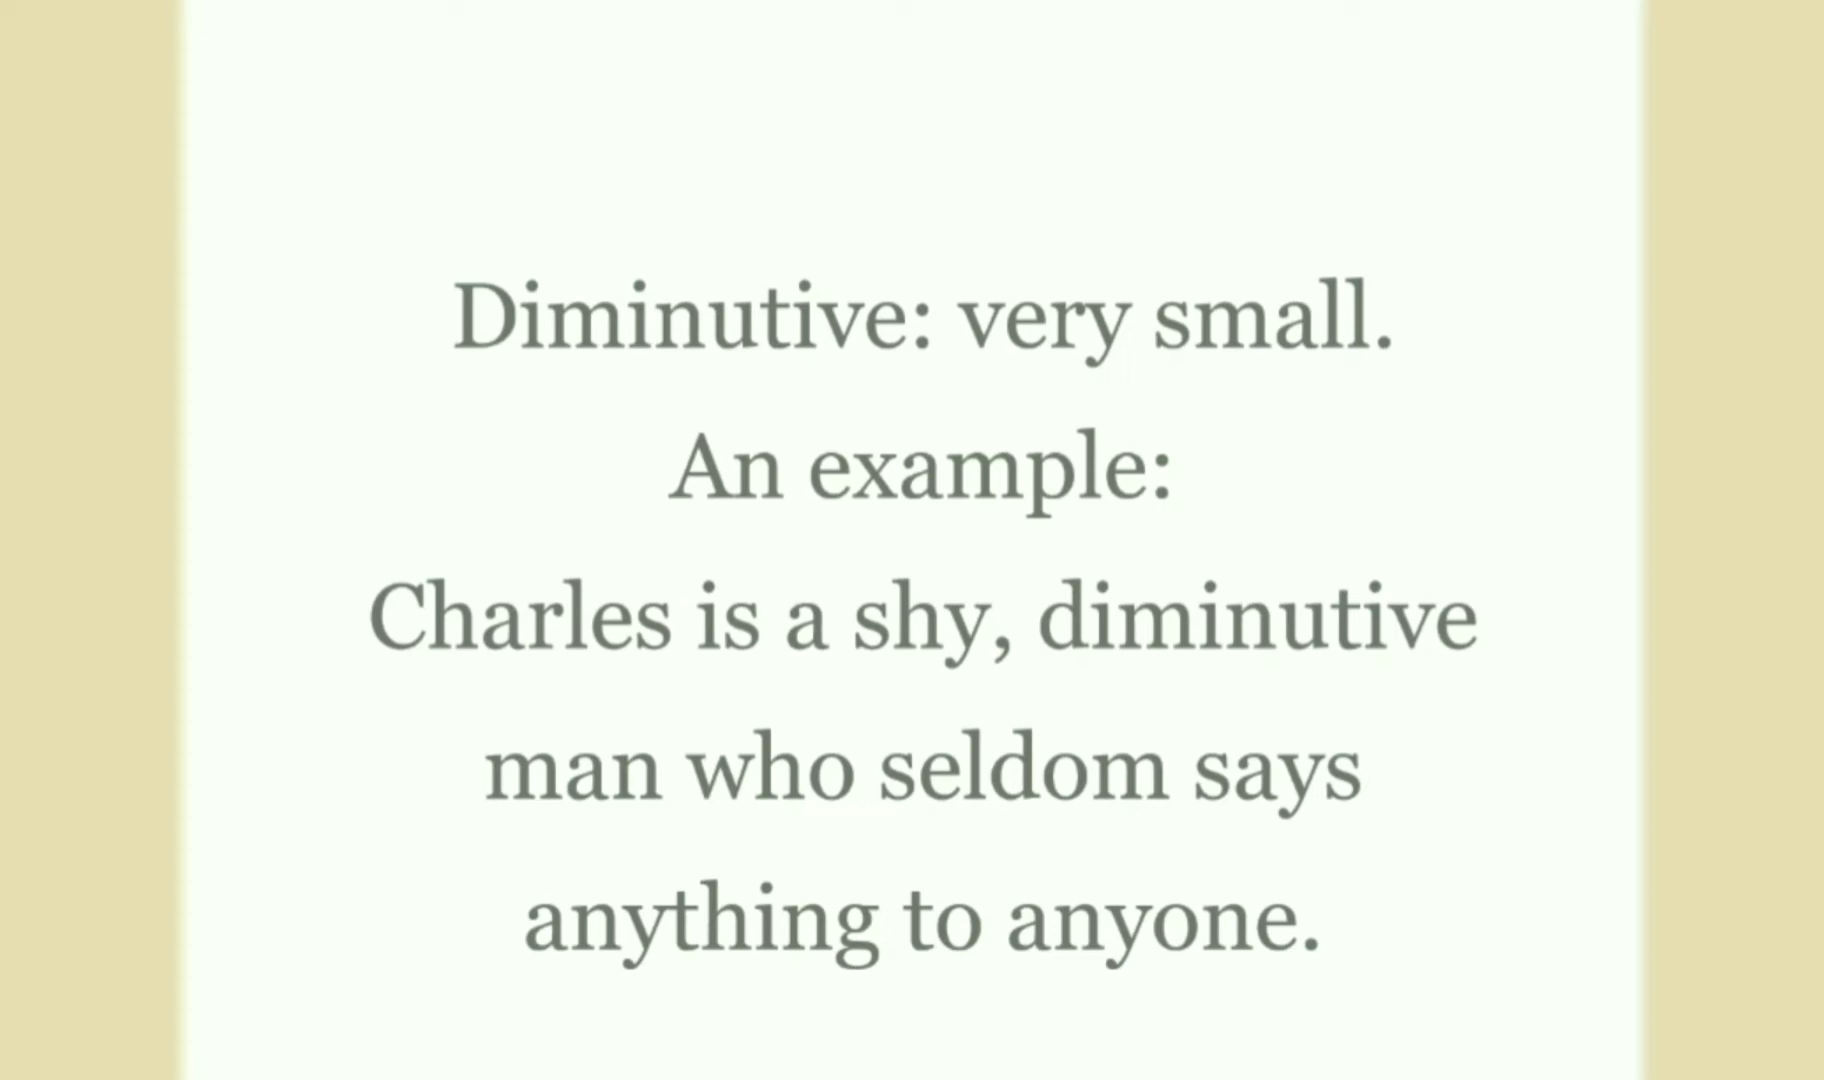 Diminutive: very small.
An example:
Charles is a shy, diminutive
man who seldom says
anything to anyone.